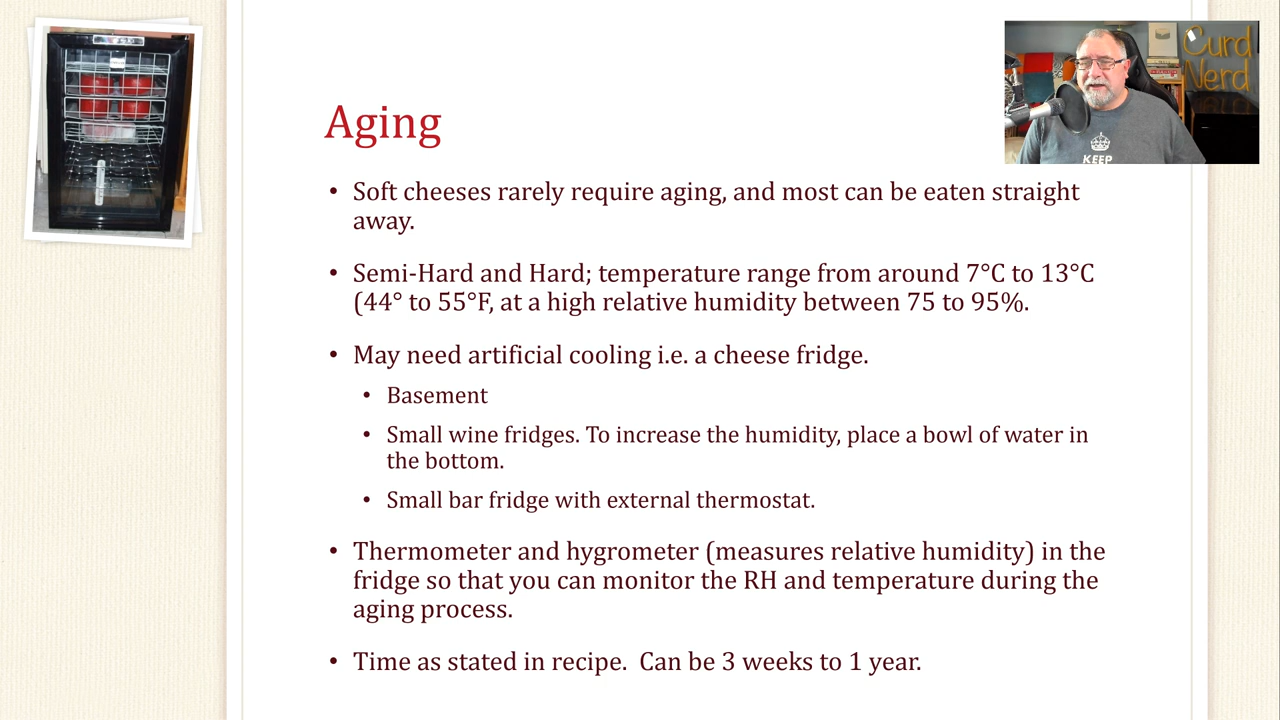 Curd
Nerd
KEEP
Aging
• Soft cheeses rarely require aging, and most can be eaten straight
away.
• Semi-Hard and Hard; temperature range from around 7°C to 13°C
(44° to 55°F, at a high relative humidity between 75 to 95%.
• May need artificial cooling i.e. a cheese fridge.
• Basement
• Small wine fridges. To increase the humidity, place a bowl of water in
the bottom.
• Small bar fridge with external thermostat.
• Thermometer and hygrometer (measures relative humidity) in the
fridge so that you can monitor the RH and temperature during the
aging process.
• Time as stated in recipe.  Can be 3 weeks to 1 year.